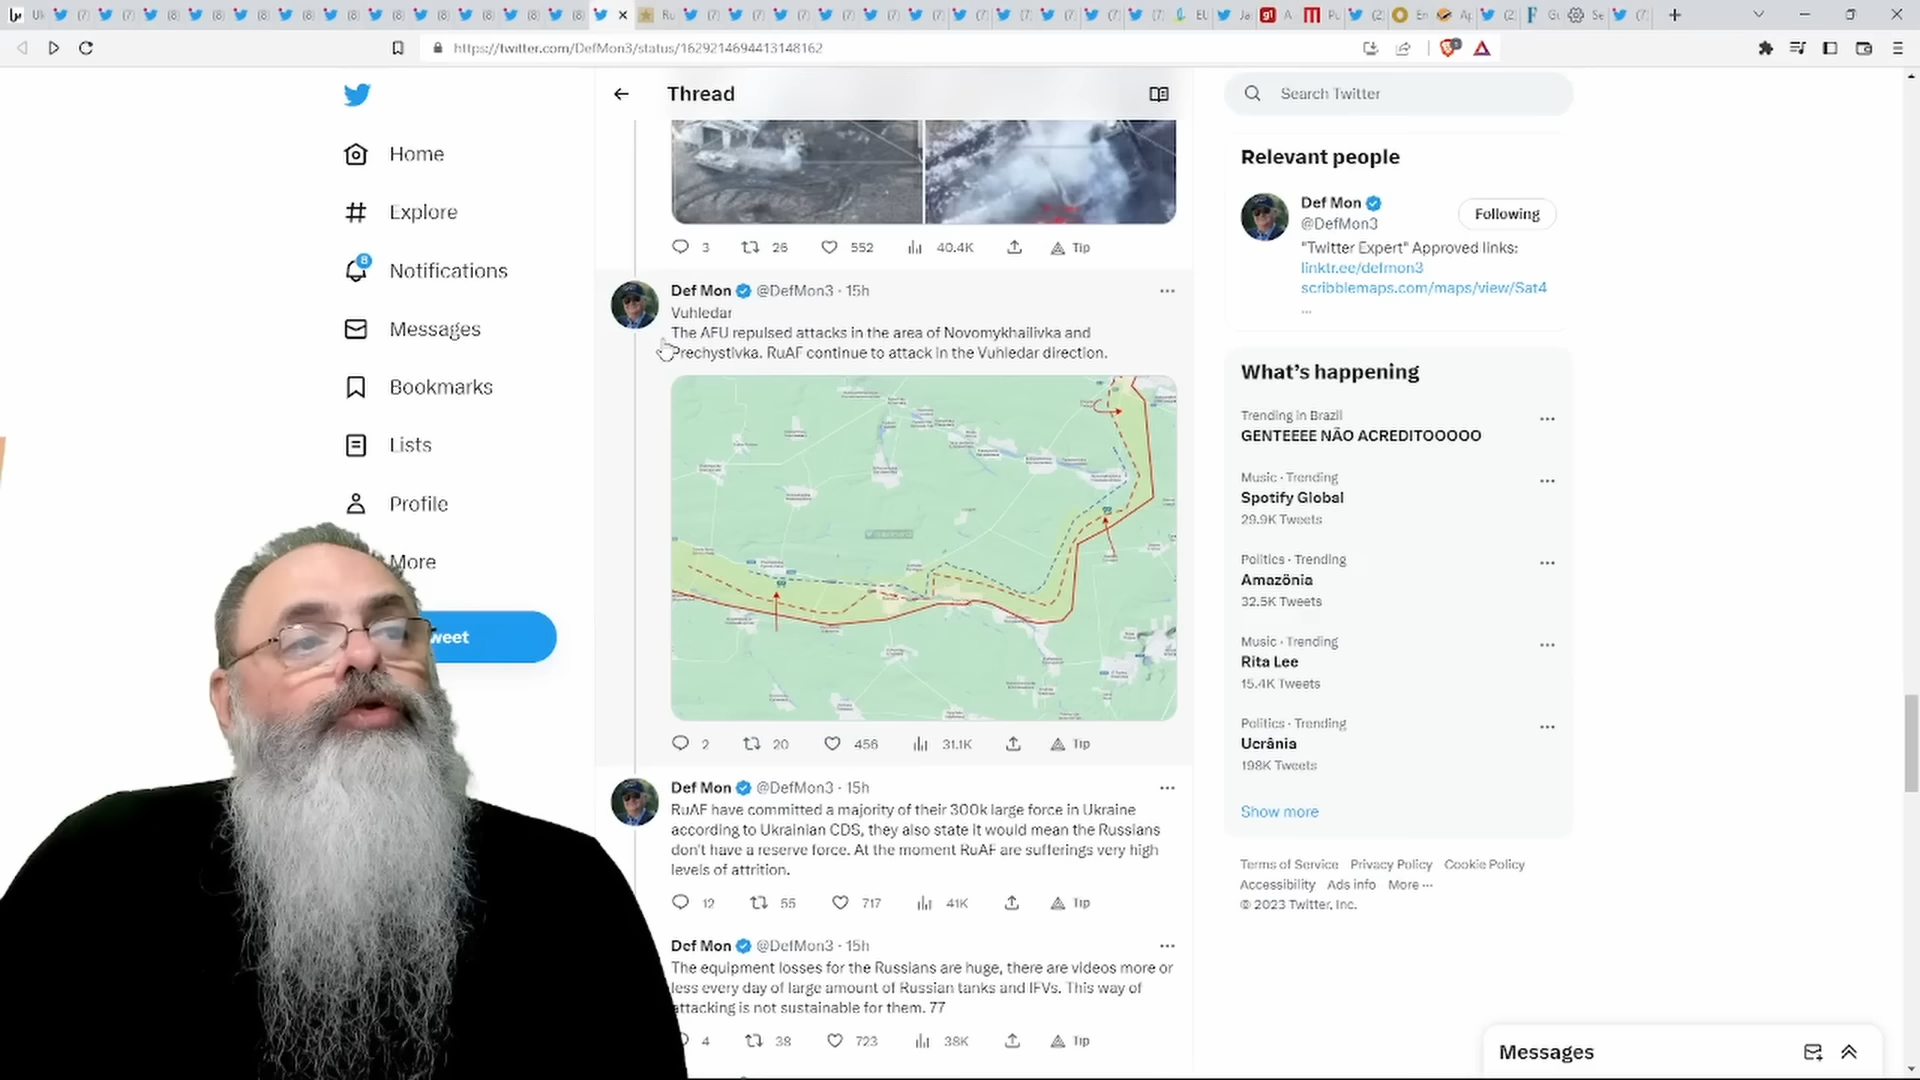 https://twitter.com/DefMon3/status/1629214694413148162
Home
Explore
8
Notifications
Messages
Bookmarks
Lists
Profile
More
weet
Thread
3 26 552 40.4K Tip
Def Mon @DefMon3 · 15h
Vuhledar
The AFU repulsed attacks in the area of Novomykhailivka and
Prechystivka. RuAF continue to attack in the Vuhledar direction.
2 20 456 31.1K Tip
Def Mon @DefMon3 · 15h
RuAF have committed a majority of their 300k large force in Ukraine
according to Ukrainian CDS, they also state it would mean the Russians
don't have a reserve force. At the moment RuAF are sufferings very high
levels of attrition.
12 55 717 41K Tip
Def Mon @DefMon3 · 15h
The equipment losses for the Russians are huge, there are videos more or
less every day of large amount of Russian tanks and IFVs. This way of
attacking is not sustainable for them. 77
4 38 723 38K Tip
Search Twitter
Relevant people
Def Mon
@DefMon3
Following
"Twitter Expert" Approved links:
linktr.ee/defmon3
scribblemaps.com/maps/view/Sat4
...
What's happening
Trending in Brazil
GENTEEEE NÃO ACREDITOOOOO
Music · Trending
Spotify Global
29.9K Tweets
Politics · Trending
Amazônia
32.5K Tweets
Music · Trending
Rita Lee
15.4K Tweets
Politics · Trending
Ucrânia
198K Tweets
Show more
Terms of Service Privacy Policy Cookie Policy
Accessibility Ads info More ···
© 2023 Twitter, Inc.
Messages